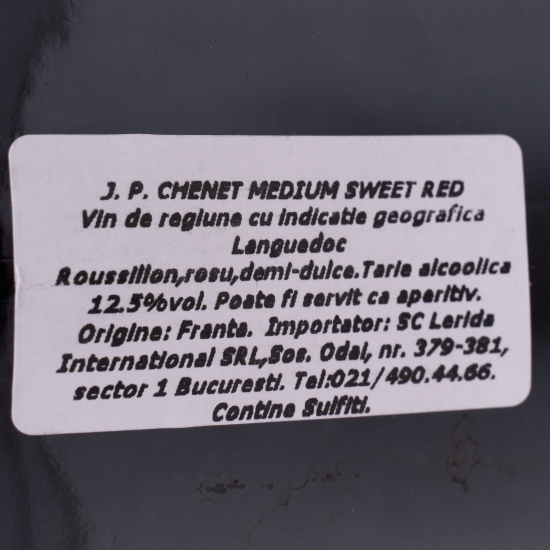 J. P. CHENET MEDIUM SWEET RED
Vin de regiune cu indicatie geografica
Languedoc
Roussillon,rosu,demi-dulce.Tarie alcoolica
12.5%vol. Poate fi servit ca aperitiv.
Origine: Franta. Importator: SC Lerida
International SRL,Sos. Odai, nr. 379-381,
sector 1 Bucuresti. Tel:021/490.44.66.
Contine Sulfiti.